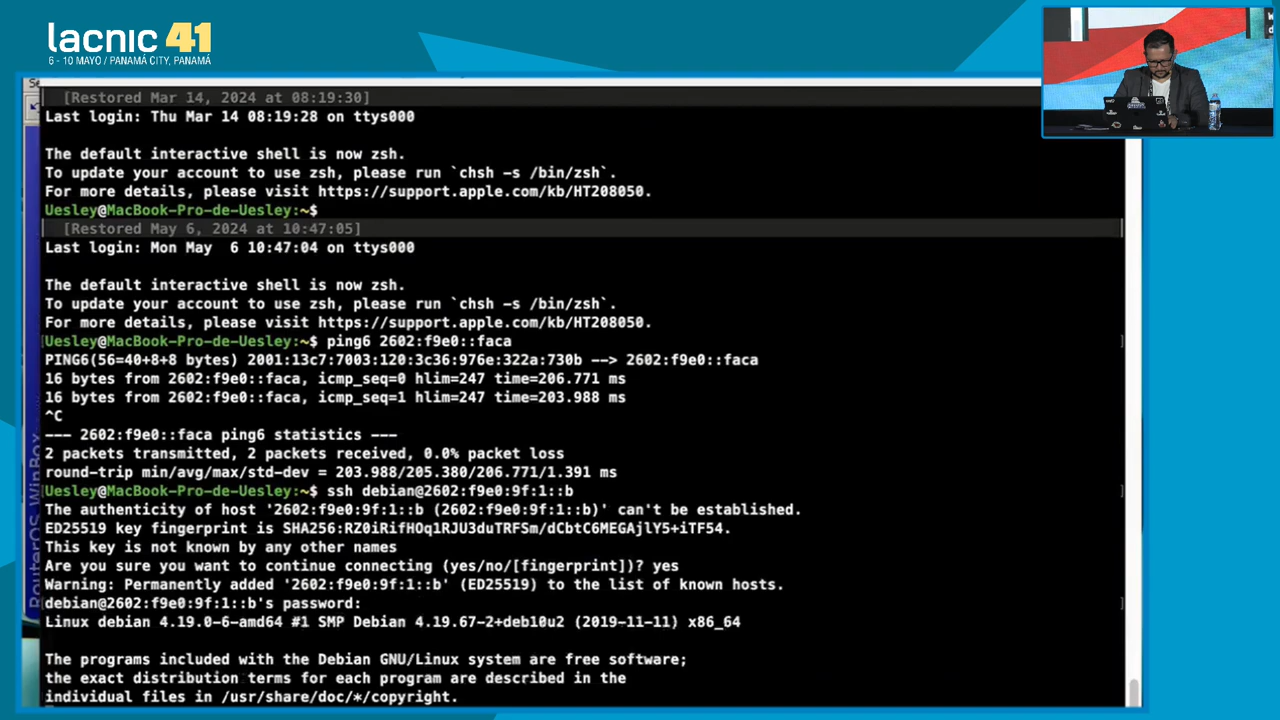 lacnic 41
6 - 10 MAYO / PANAMÁ CITY, PANAMÁ
[Restored Mar 14, 2024 at 08:19:30]
Last login: Thu Mar 14 08:19:28 on ttys000
The default interactive shell is now zsh.
To update your account to use zsh, please run `chsh -s /bin/zsh`.
For more details, please visit https://support.apple.com/kb/HT208050.
Uesley@MacBook-Pro-de-Uesley:~$
[Restored May 6, 2024 at 10:47:05]
Last login: Mon May  6 10:47:04 on ttys000
The default interactive shell is now zsh.
To update your account to use zsh, please run `chsh -s /bin/zsh`.
For more details, please visit https://support.apple.com/kb/HT208050.
Uesley@MacBook-Pro-de-Uesley:~$ ping6 2602:f9e0::faca
PING6(56=40+8+8 bytes) 2001:13c7:7003:120:3c36:976e:322a:730b --> 2602:f9e0::faca
16 bytes from 2602:f9e0::faca, icmp_seq=0 hlim=247 time=206.771 ms
16 bytes from 2602:f9e0::faca, icmp_seq=1 hlim=247 time=203.988 ms
^C
--- 2602:f9e0::faca ping6 statistics ---
2 packets transmitted, 2 packets received, 0.0% packet loss
round-trip min/avg/max/std-dev = 203.988/205.380/206.771/1.391 ms
Uesley@MacBook-Pro-de-Uesley:~$ ssh debian@2602:f9e0:9f:1::b
The authenticity of host '2602:f9e0:9f:1::b (2602:f9e0:9f:1::b)' can't be established.
ED25519 key fingerprint is SHA256:RZ0iRifHOq1RJU3duTRFSm/dCbtC6MEGAjlY5+iTF54.
This key is not known by any other names
Are you sure you want to continue connecting (yes/no/[fingerprint])? yes
Warning: Permanently added '2602:f9e0:9f:1::b' (ED25519) to the list of known hosts.
debian@2602:f9e0:9f:1::b's password:
Linux debian 4.19.0-6-amd64 #1 SMP Debian 4.19.67-2+deb10u2 (2019-11-11) x86_64
The programs included with the Debian GNU/Linux system are free software;
the exact distribution terms for each program are described in the
individual files in /usr/share/doc/*/copyright.
RouterOS WinBox